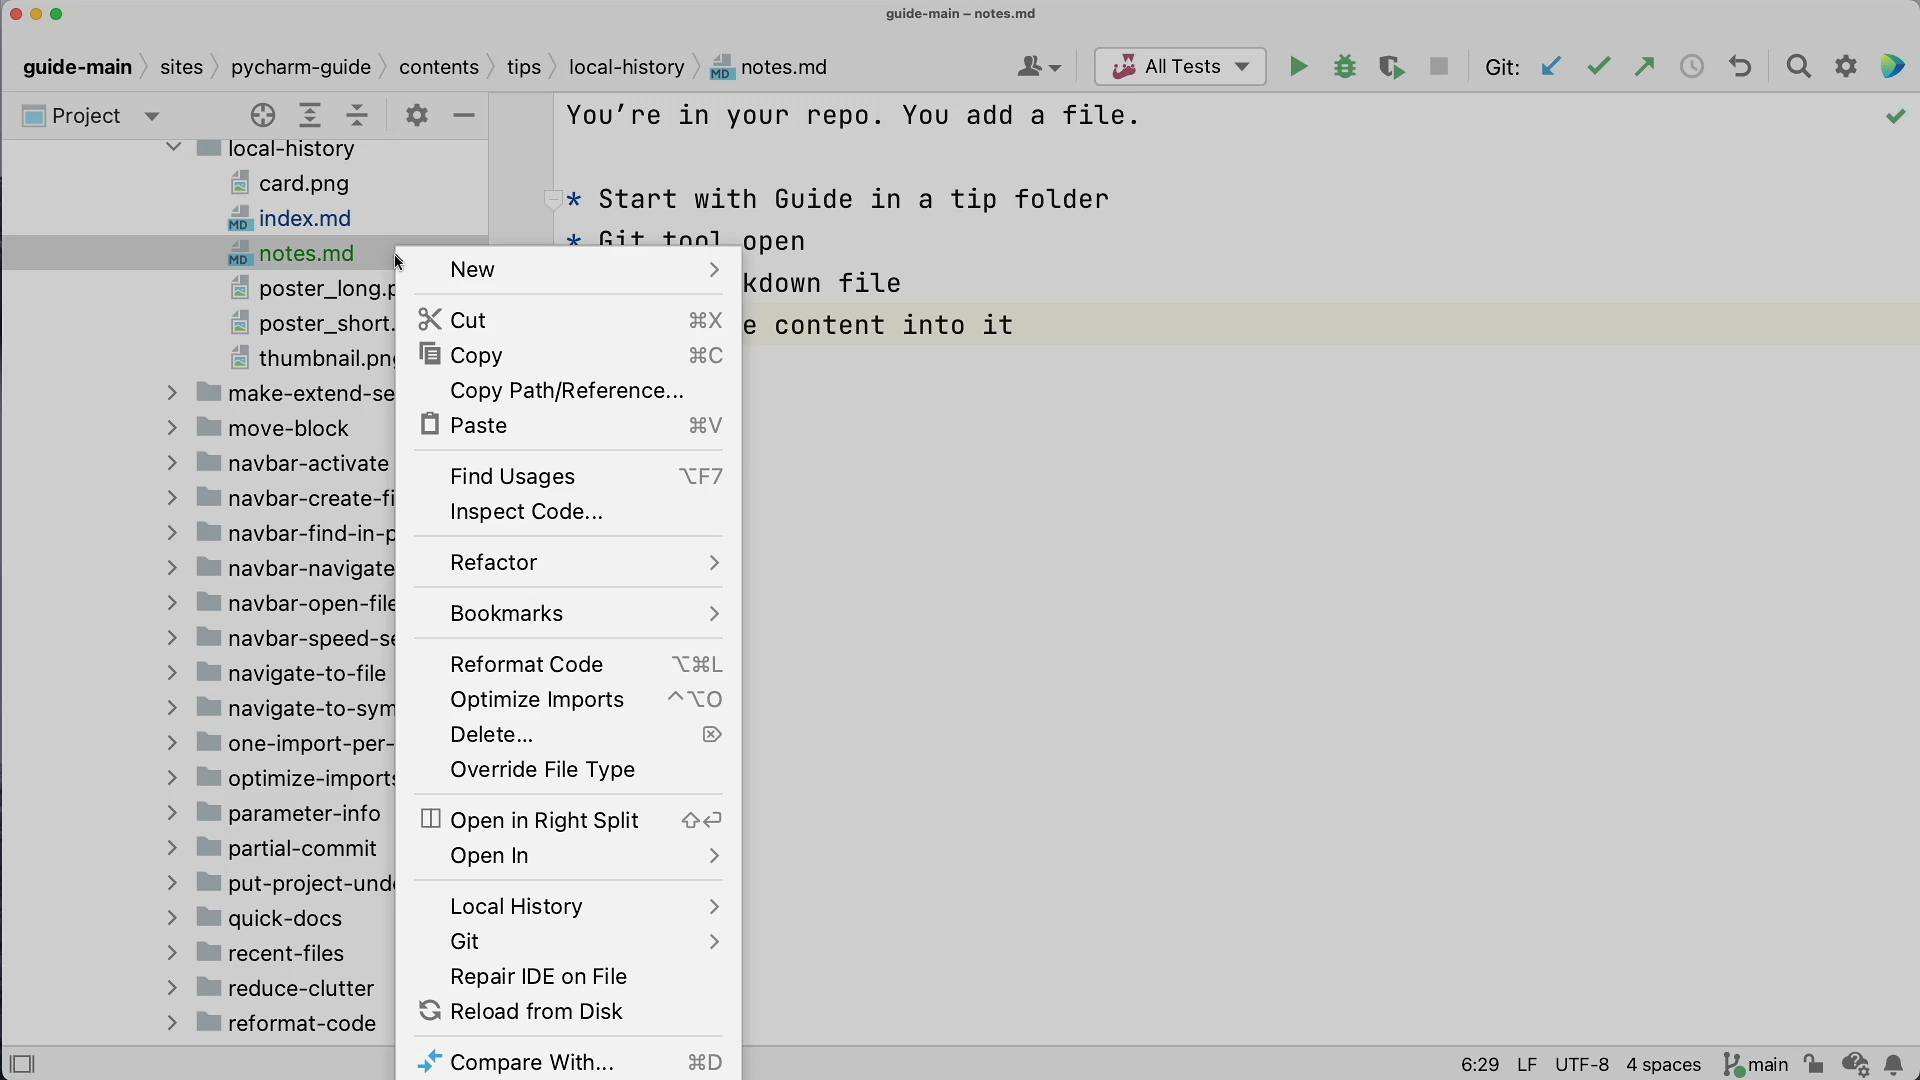 guide-main – notes.md
guide-main sites pycharm-guide contents tips local-history notes.md
All Tests
Git:
Project
local-history
card.png
index.md
notes.md
poster_long.p
poster_short.
thumbnail.png
make-extend-se
move-block
navbar-activate
navbar-create-fi
navbar-find-in-p
navbar-navigate
navbar-open-file
navbar-speed-se
navigate-to-file
navigate-to-sym
one-import-per-
optimize-imports
parameter-info
partial-commit
put-project-unde
quick-docs
recent-files
reduce-clutter
reformat-code
You’re in your repo. You add a file.
* Start with Guide in a tip folder
* Git tool open
kdown file
e content into it
New
Cut ⌘X
Copy ⌘C
Copy Path/Reference...
Paste ⌘V
Find Usages ⌥F7
Inspect Code...
Refactor
Bookmarks
Reformat Code ⌥⌘L
Optimize Imports ^⌥O
Delete... ⌦
Override File Type
Open in Right Split ⇧↩
Open In
Local History
Git
Repair IDE on File
Reload from Disk
Compare With... ⌘D
6:29 LF UTF-8 4 spaces main